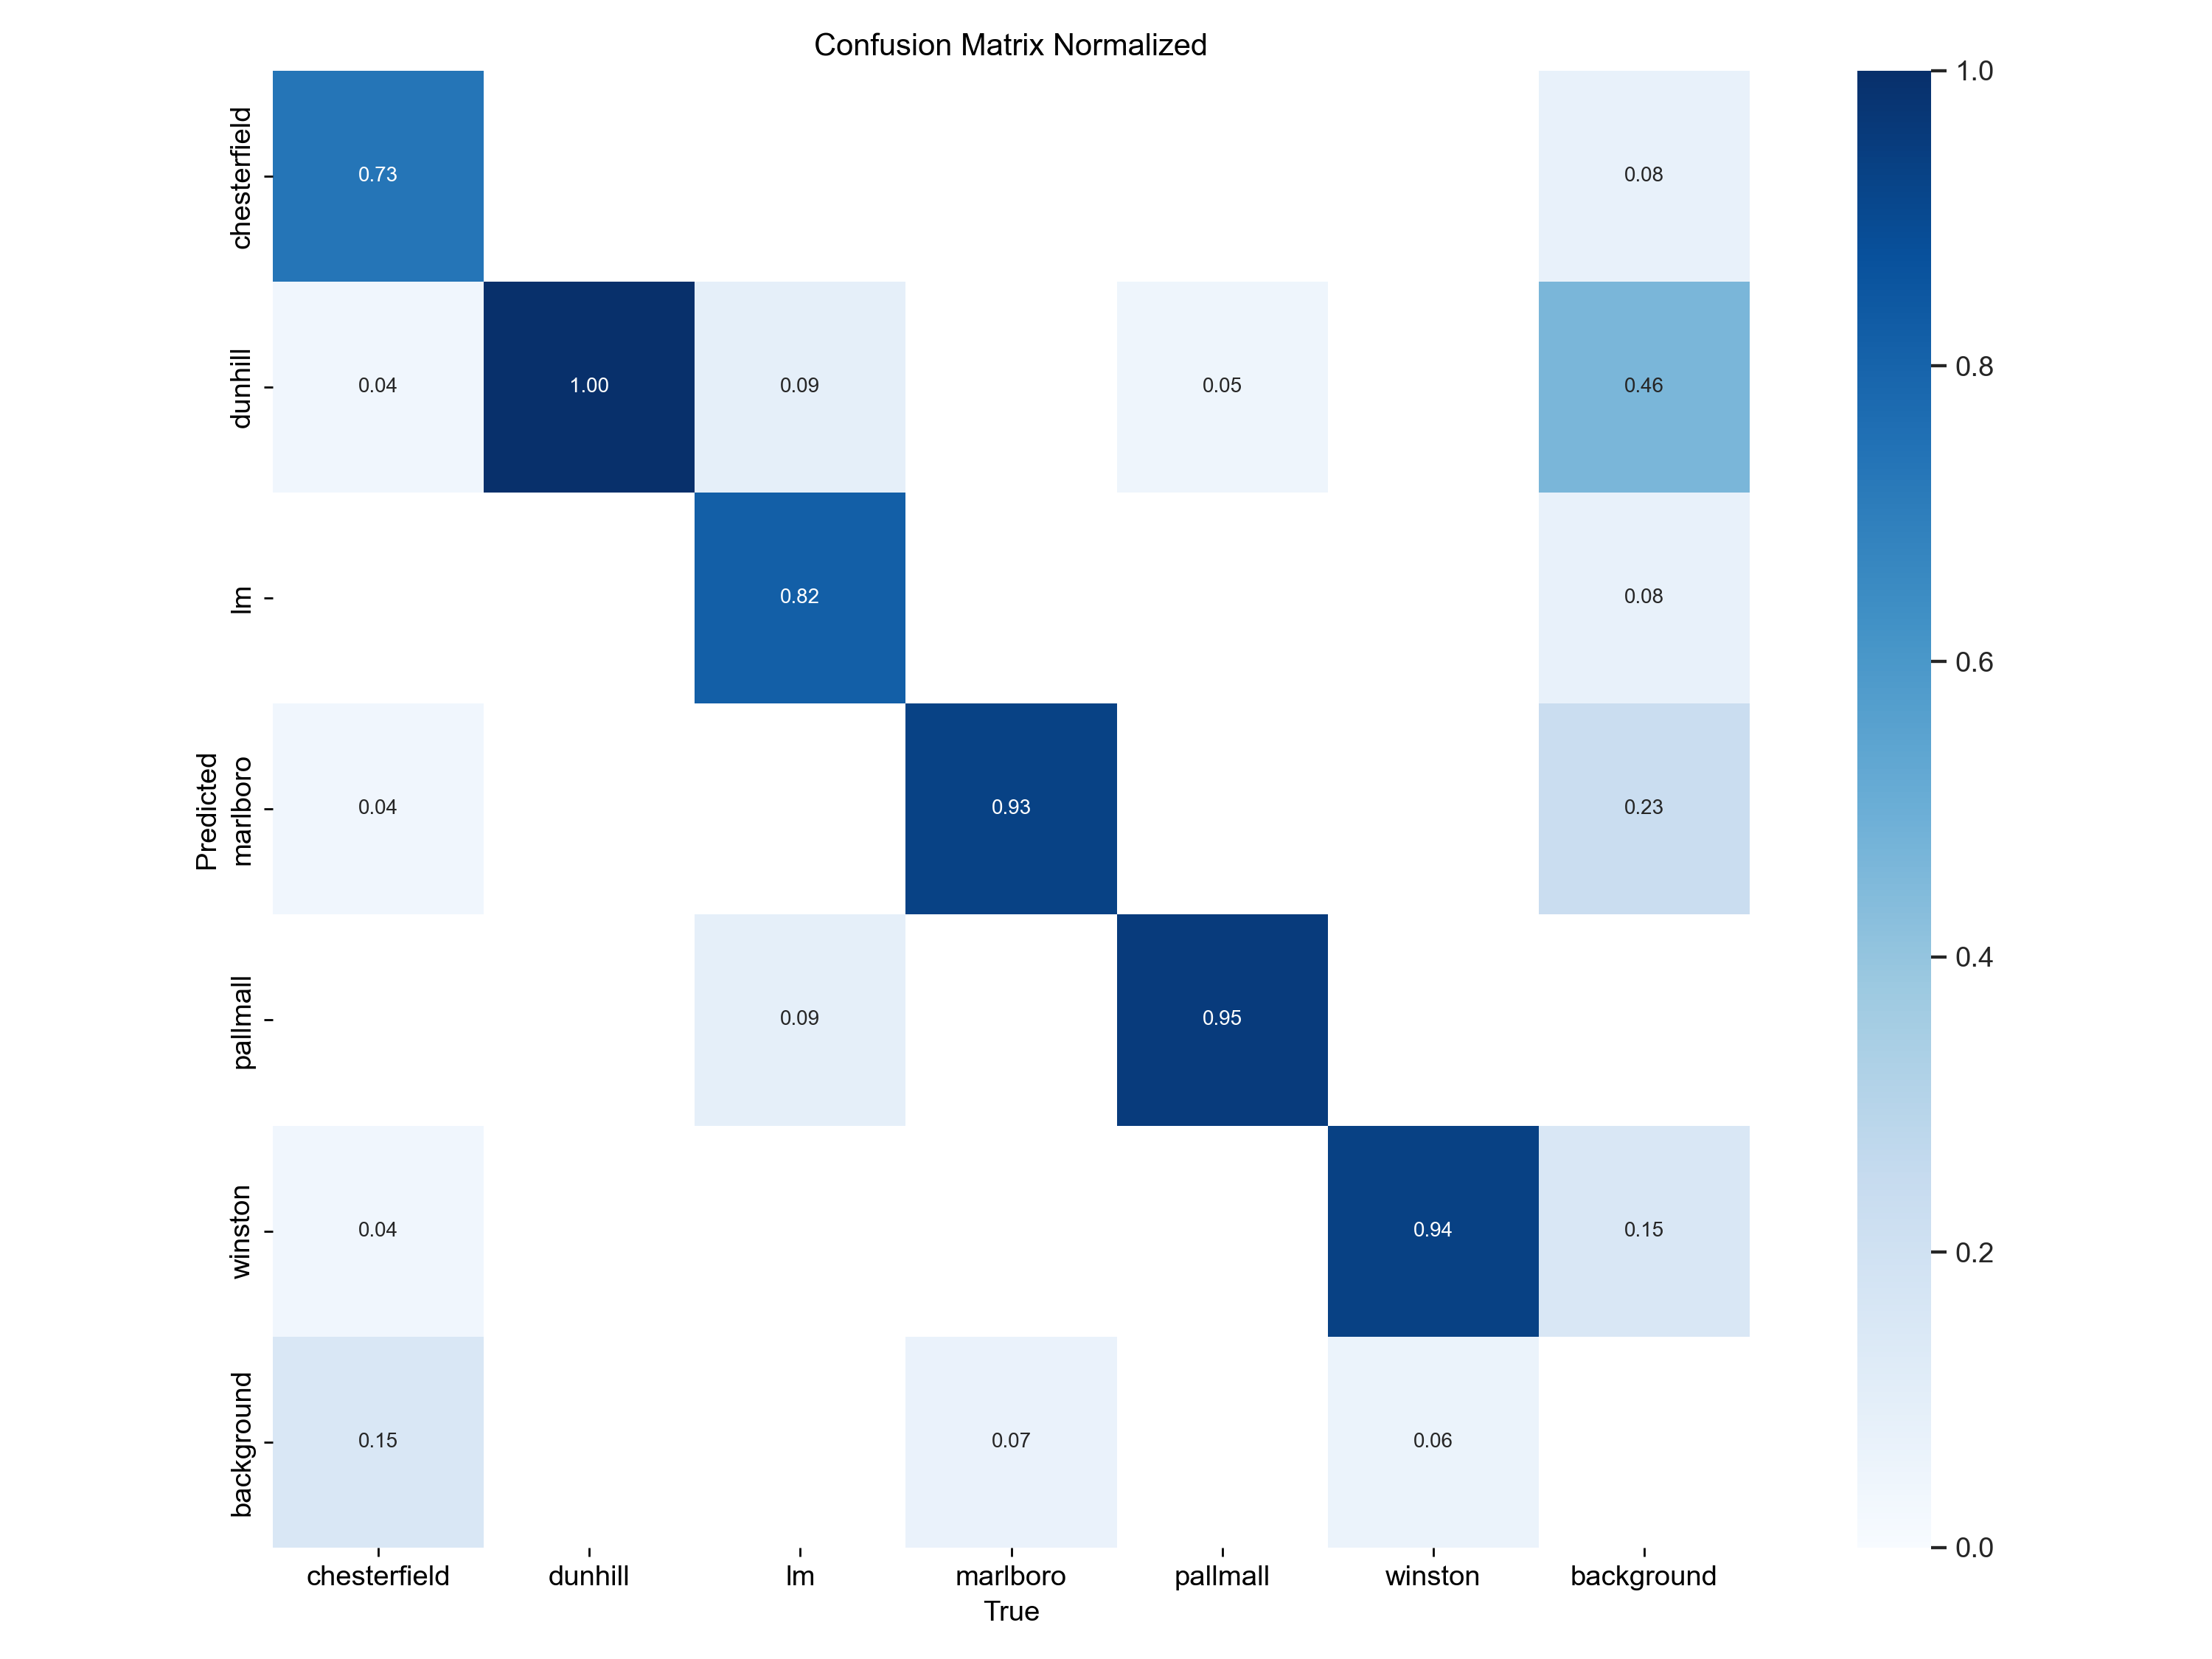 Confusion Matrix Normalized
chesterfield
0.73
0.08
dunhill
0.04
1.00
0.09
0.05
0.46
lm
0.82
0.08
Predicted
marlboro
0.04
0.93
0.23
pallmall
0.09
0.95
winston
0.04
0.94
0.15
background
0.15
0.07
0.06
chesterfield
dunhill
lm
marlboro
pallmall
winston
background
True
1.0
0.8
0.6
0.4
0.2
0.0